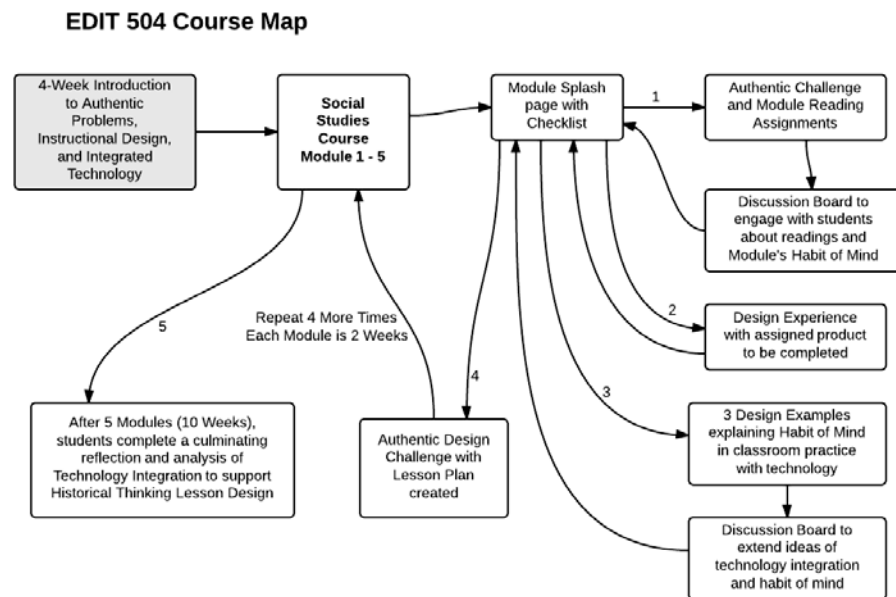 EDIT 504 Course Map
4-Week Introduction
to Authentic
Problems,
Instructional Design,
and Integrated
Technology
Social
Studies
Course
Module 1 - 5
Module Splash
page with
Checklist
1
Authentic Challenge
and Module Reading
Assignments
Discussion Board to
engage with students
about readings and
Module's Habit of Mind
2
Design Experience
with assigned product
to be completed
3
3 Design Examples
explaining Habit of Mind
in classroom practice
with technology
Discussion Board to
extend ideas of
technology integration
and habit of mind
4
Authentic Design
Challenge with
Lesson Plan
created
Repeat 4 More Times
Each Module is 2 Weeks
5
After 5 Modules (10 Weeks),
students complete a culminating
reflection and analysis of
Technology Integration to support
Historical Thinking Lesson Design